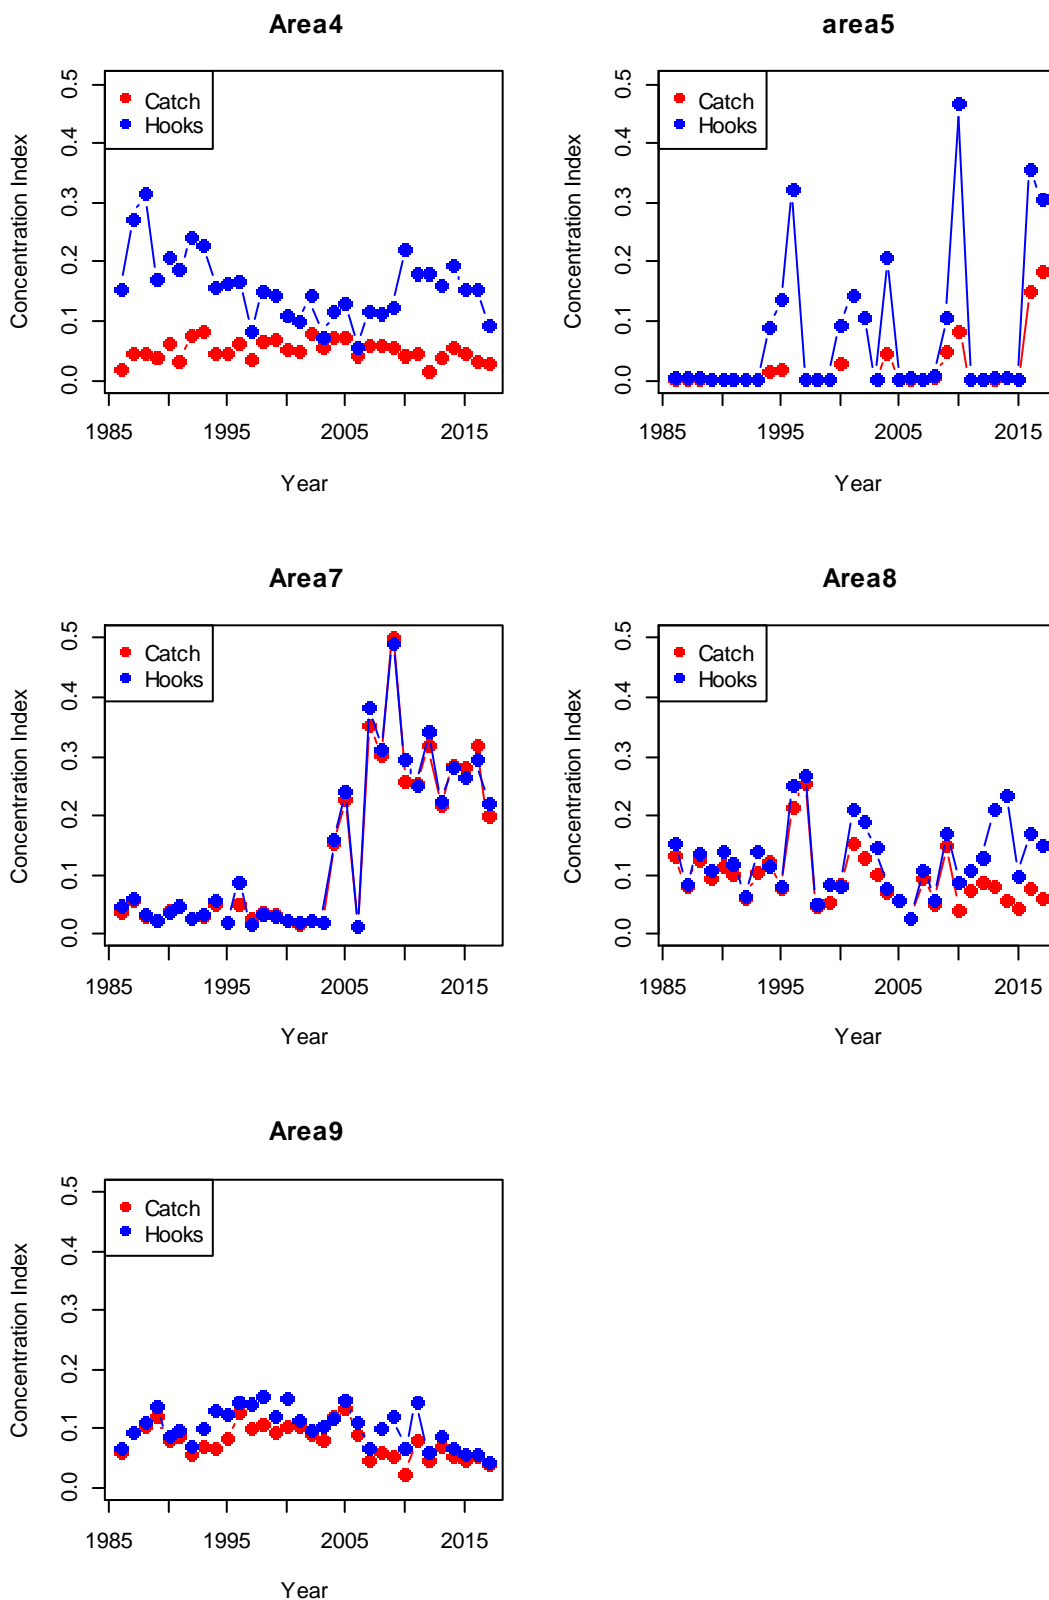 Area4
Concentration Index
0.0 0.1 0.2 0.3 0.4 0.5
Catch
Hooks
1985 1995 2005 2015
Year
area5
Concentration Index
0.0 0.1 0.2 0.3 0.4 0.5
Catch
Hooks
1985 1995 2005 2015
Year
Area7
Concentration Index
0.0 0.1 0.2 0.3 0.4 0.5
Catch
Hooks
1985 1995 2005 2015
Year
Area8
Concentration Index
0.0 0.1 0.2 0.3 0.4 0.5
Catch
Hooks
1985 1995 2005 2015
Year
Area9
Concentration Index
0.0 0.1 0.2 0.3 0.4 0.5
Catch
Hooks
1985 1995 2005 2015
Year